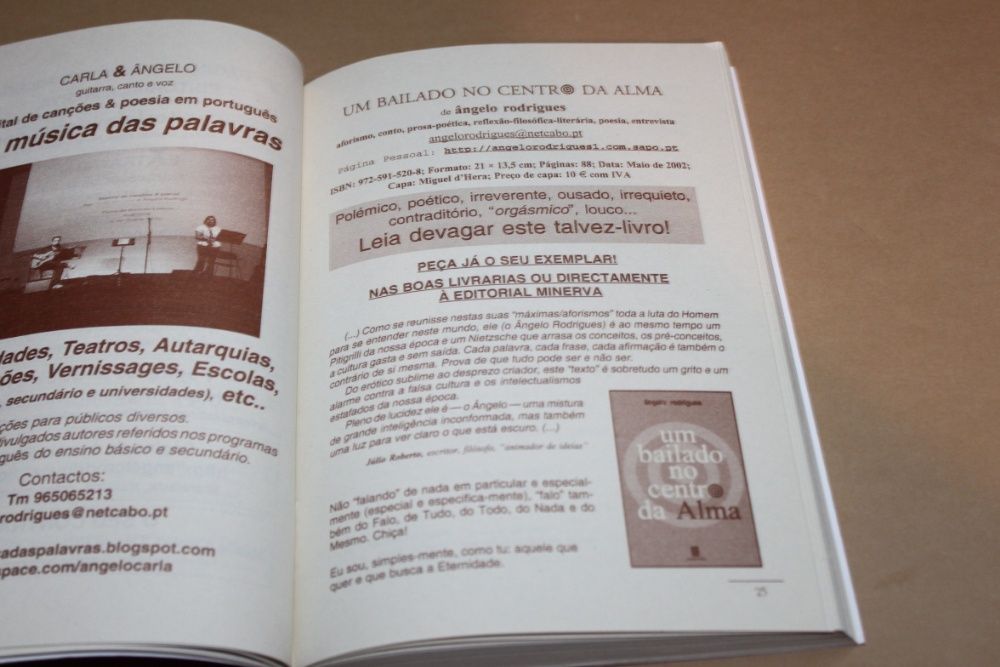 CARLA & ÂNGELO
guitarra, canto e voz
ital de canções & poesia em português
música das palavras
dades, Teatros, Autarquias,
ões, Vernissages, Escolas,
, secundário e universidades), etc..
ções para públicos diversos.
divulgados autores referidos nos programas
guês do ensino básico e secundário.
Contactos:
Tm 965065213
rodrigues@netcabo.pt
cadaspalavras.blogspot.com
space.com/angelocarla
UM BAILADO NO CENTRO DA ALMA
de ângelo rodrigues
aforismo, conto, prosa-poética, reflexão-filosófica-literária, poesia, entrevista
angelorodrigues@netcabo.pt
Página Pessoal: http://angelorodrigues1.com.sapo.pt
ISBN: 972-591-520-8; Formato: 21 × 13,5 cm; Páginas: 88; Data: Maio de 2002;
Capa: Miguel d'Hera; Preço de capa: 10 € com IVA
Polémico, poético, irreverente, ousado, irrequieto,
contraditório, “orgásmico”, louco...
Leia devagar este talvez-livro!
PEÇA JÁ O SEU EXEMPLAR!
NAS BOAS LIVRARIAS OU DIRECTAMENTE
À EDITORIAL MINERVA
(...) Como se reunisse nestas suas “máximas/aforismos” toda a luta do Homem
para se entender neste mundo, ele (o Ângelo Rodrigues) é ao mesmo tempo um
Pitigrilli da nossa época e um Nietzsche que arrasa os conceitos, os pré-conceitos,
a cultura gasta e sem saída. Cada palavra, cada frase, cada afirmação é também o
contrário de si mesma. Prova de que tudo pode ser e não ser.
Do erótico sublime ao desprezo criador, este “texto” é sobretudo um grito e um
alarme contra a falsa cultura e os intelectualismos
estafados da nossa época.
Pleno de lucidez ele é — o Ângelo — uma mistura
de grande inteligência inconformada, mas também
uma luz para ver claro o que está escuro. (...)
Júlio Roberto, escritor, filósofo, “animador de ideias”
Não “falando” de nada em particular e especial-
mente (especial e especifica-mente), “falo” tam-
bém do Falo, de Tudo, do Todo, do Nada e do
Mesmo. Chiça!
Eu sou, simples-mente, como tu: aquele que
quer e que busca a Eternidade.
ângelo rodrigues
um
bailado
no
centro
da Alma
25